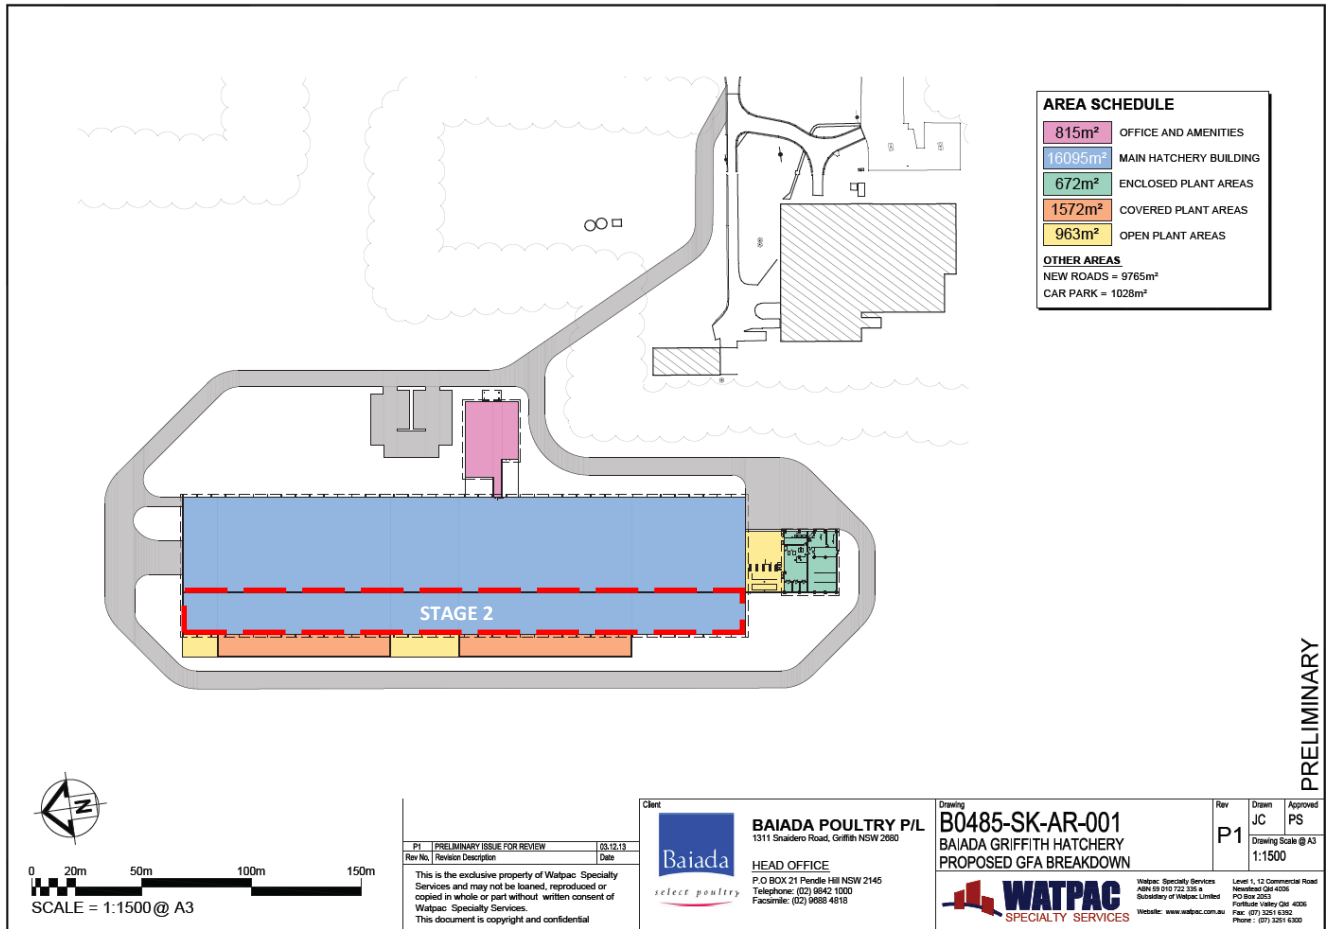 AREA SCHEDULE
815m² OFFICE AND AMENITIES
16095m² MAIN HATCHERY BUILDING
672m² ENCLOSED PLANT AREAS
1572m² COVERED PLANT AREAS
963m² OPEN PLANT AREAS
OTHER AREAS
NEW ROADS = 9765m²
CAR PARK = 1028m²
STAGE 2
PRELIMINARY
N
0 20m 50m 100m 150m
SCALE = 1:1500 @ A3
P1 PRELIMINARY ISSUE FOR REVIEW 03.12.13
Rev No. Revision Description Date
This is the exclusive property of Watpac Specialty
Services and may not be loaned, reproduced or
copied in whole or part without written consent of
Watpac Specialty Services.
This document is copyright and confidential
Client
Baiada
select poultry
BAIADA POULTRY P/L
1311 Snaidero Road, Griffith NSW 2680
HEAD OFFICE
P.O BOX 21 Pendle Hill NSW 2145
Telephone: (02) 9842 1000
Facsimile: (02) 9688 4818
Drawing
B0485-SK-AR-001
BAIADA GRIFFITH HATCHERY
PROPOSED GFA BREAKDOWN
Rev
P1
Drawn
JC
Approved
PS
Drawing Scale @ A3
1:1500
WATPAC
SPECIALTY SERVICES
Watpac Specialty Services
ABN 59 010 722 335 a
Subsidiary of Watpac Limited
Website: www.watpac.com.au
Level 1, 12 Commercial Road
Newstead Qld 4006
PO Box 2053
Fortitude Valley Qld 4006
Fax: (07) 3251 6392
Phone : (07) 3251 6300